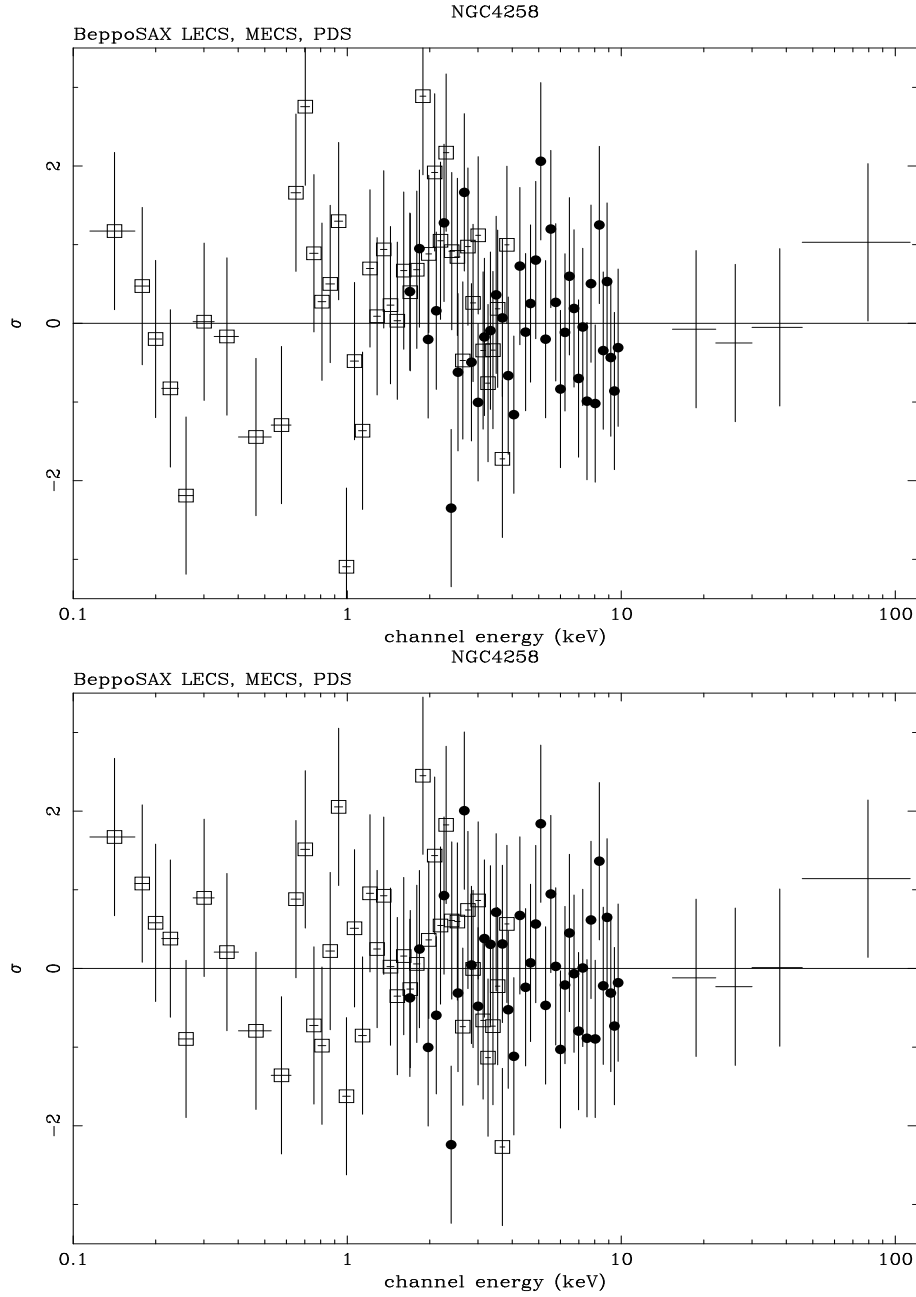 NGC4258
BeppoSAX LECS, MECS, PDS
2
0
−2
σ
0.1 1 10 100
channel energy (keV)
NGC4258
BeppoSAX LECS, MECS, PDS
2
0
−2
σ
0.1 1 10 100
channel energy (keV)